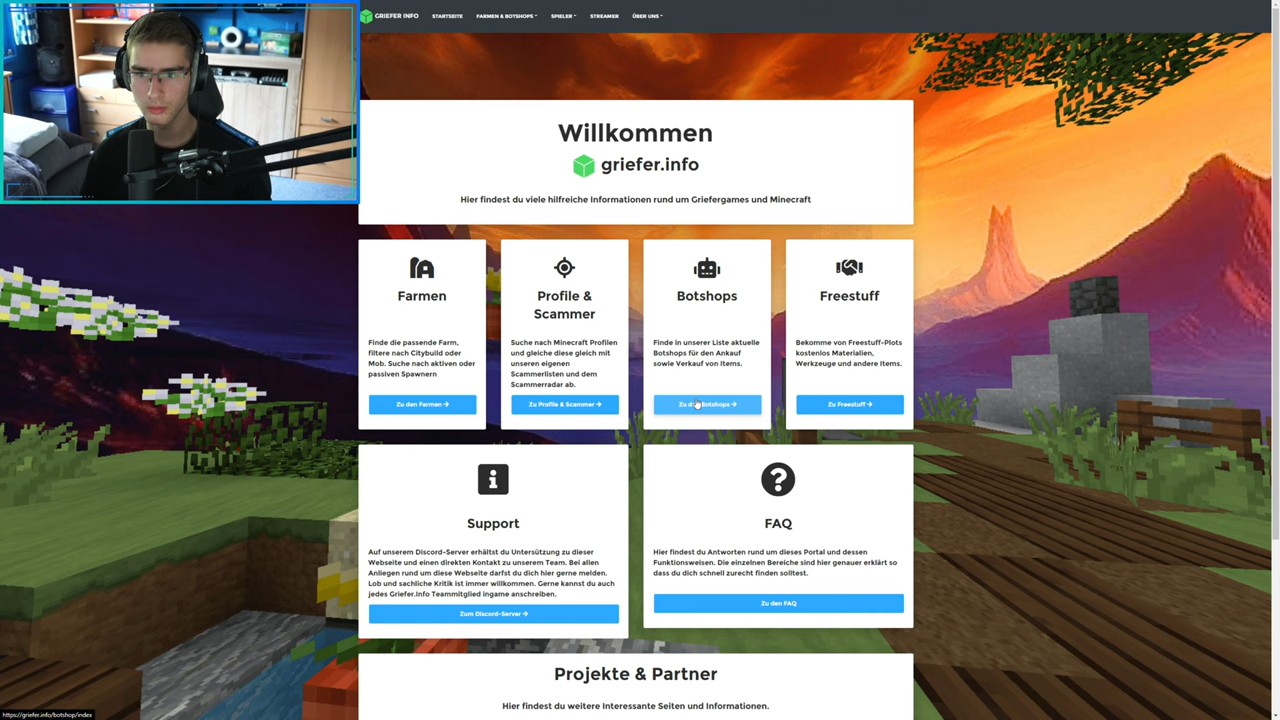 GRIEFER INFO
STARTSEITE
FARMEN & BOTSHOPS
SPIELER
STREAMER
ÜBER UNS
Willkommen
griefer.info
Hier findest du viele hilfreiche Informationen rund um Griefergames und Minecraft
Farmen
Finde die passende Farm,
filtere nach Citybuild oder
Mob. Suche nach aktiven oder
passiven Spawnern
Zu den Farmen →
Profile &
Scammer
Suche nach Minecraft Profilen
und gleiche diese gleich mit
unseren eigenen
Scammerlisten und dem
Scammerradar ab.
Zu Profile & Scammer →
Botshops
Finde in unserer Liste aktuelle
Botshops für den Ankauf
sowie Verkauf von Items.
Zu Botshops →
Freestuff
Bekomme von Freestuff-Plots
kostenlos Materialien,
Werkzeuge und andere Items.
Zu Freestuff →
Support
Auf unserem Discord-Server erhältst du Untersützung zu dieser
Webseite und einen direkten Kontakt zu unserem Team. Bei allen
Anliegen rund um diese Webseite darfst du dich hier gerne melden.
Lob und sachliche Kritik ist immer willkommen. Gerne kannst du auch
jedes Griefer.Info Teammitglied ingame anschreiben.
Zum Discord-Server →
FAQ
Hier findest du Antworten rund um dieses Portal und dessen
Funktionsweisen. Die einzelnen Bereiche sind hier genauer erklärt so
dass du dich schnell zurecht finden solltest.
Zu den FAQ
Projekte & Partner
Hier findest du weitere Interessante Seiten und Informationen.
https://griefer.info/botshop/index